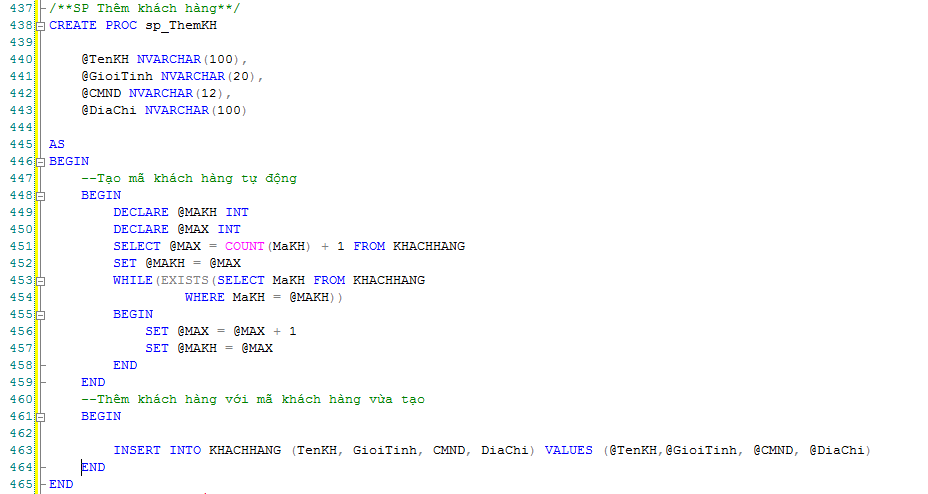 437 /**SP Thêm khách hàng**/
438 CREATE PROC sp_ThemKH
439
440 @TenKH NVARCHAR(100),
441 @GioiTinh NVARCHAR(20),
442 @CMND NVARCHAR(12),
443 @DiaChi NVARCHAR(100)
444
445 AS
446 BEGIN
447 --Tạo mã khách hàng tự động
448 BEGIN
449 DECLARE @MAKH INT
450 DECLARE @MAX INT
451 SELECT @MAX = COUNT(MaKH) + 1 FROM KHACHHANG
452 SET @MAKH = @MAX
453 WHILE(EXISTS(SELECT MaKH FROM KHACHHANG
454 WHERE MaKH = @MAKH))
455 BEGIN
456 SET @MAX = @MAX + 1
457 SET @MAKH = @MAX
458 END
459 END
460 --Thêm khách hàng với mã khách hàng vừa tạo
461 BEGIN
462
463 INSERT INTO KHACHHANG (TenKH, GioiTinh, CMND, DiaChi) VALUES (@TenKH,@GioiTinh, @CMND, @DiaChi)
464 END
465 END